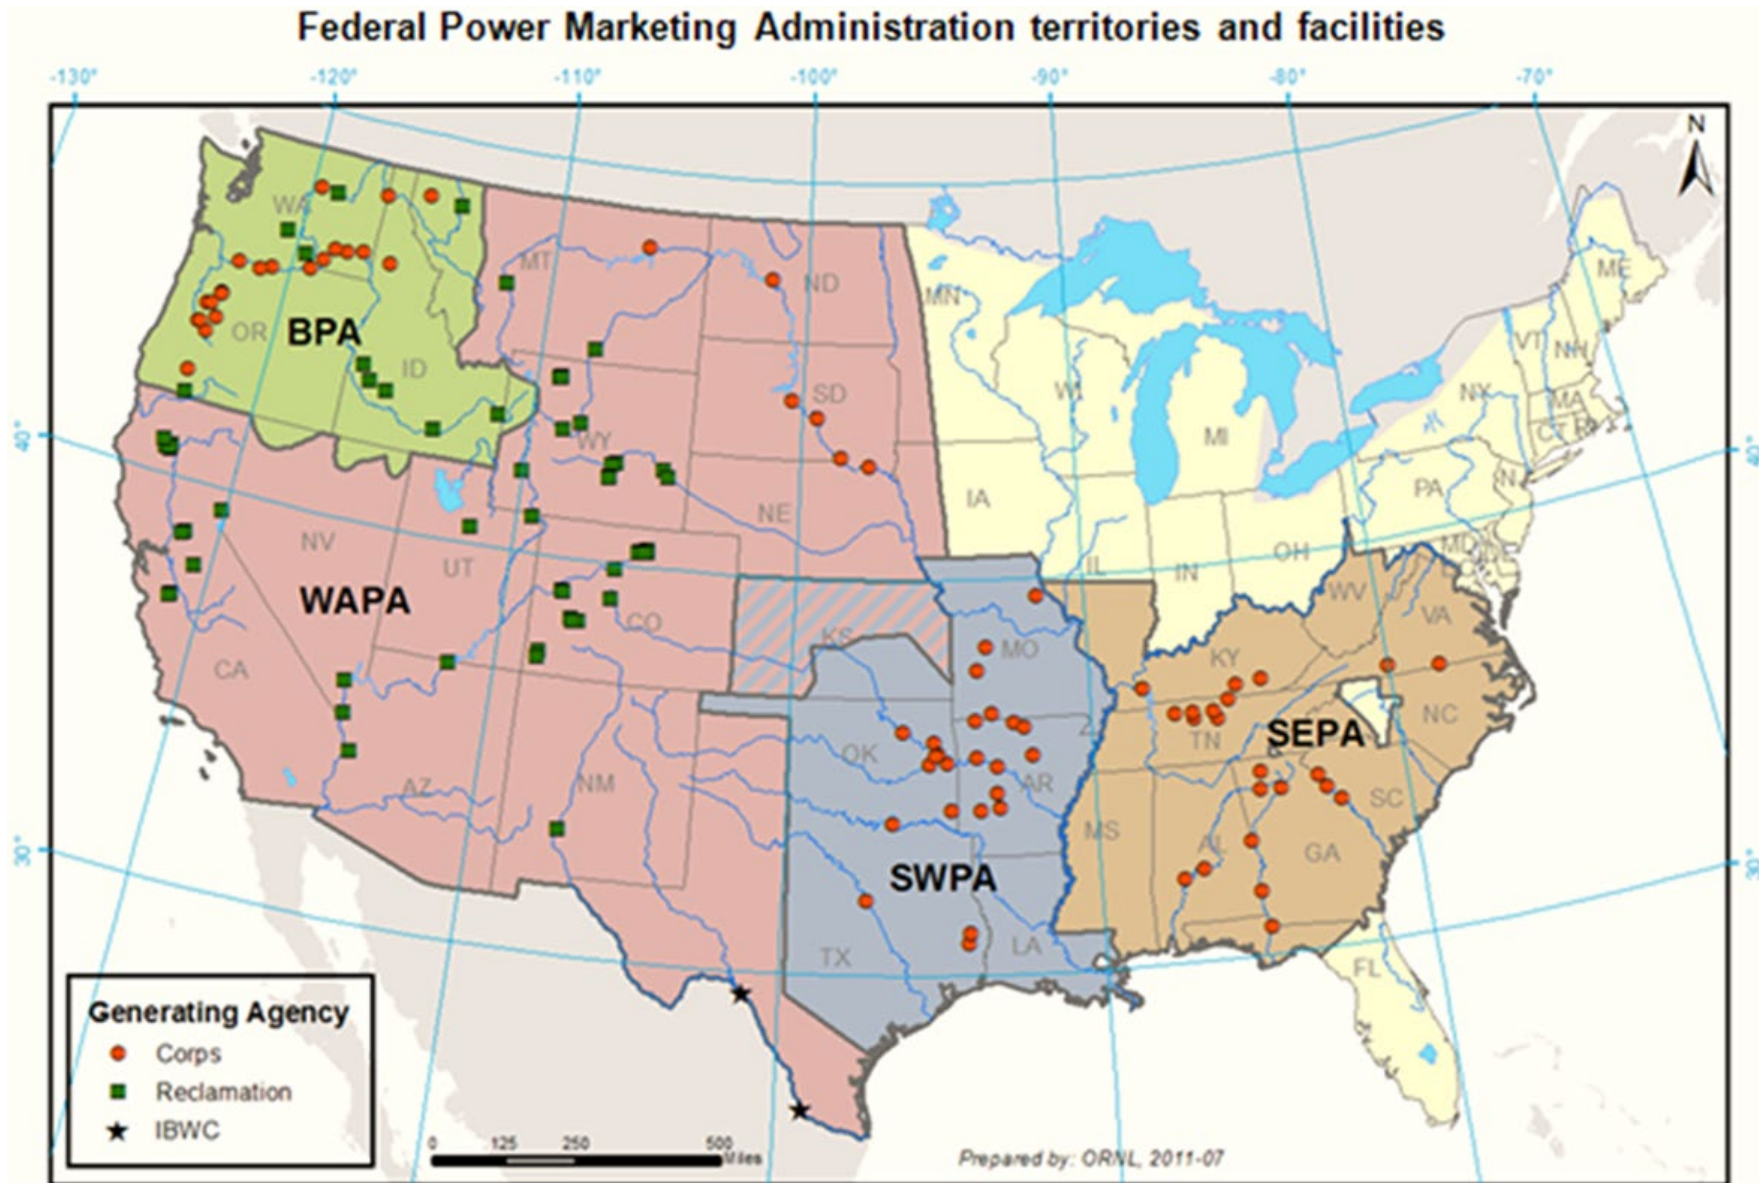 Federal Power Marketing Administration territories and facilities
-130° -120° -110° -100° -90° -80° -70°
N
WA
MT
ND
MN
ME
OR
BPA
ID
SD
WI
MI
VT
NH
NY
MA
CT
RI
40°
40°
WY
NE
IA
PA
NV
UT
IL
IN
OH
MD
WV
WAPA
CO
KS
MO
KY
VA
CA
OK
TN
SEPA
NC
AZ
NM
AR
MS
AL
GA
SC
30°
30°
SWPA
TX
LA
FL
Generating Agency
Corps
Reclamation
IBWC
0 125 250 500
Miles
Prepared by: ORNL, 2011-07